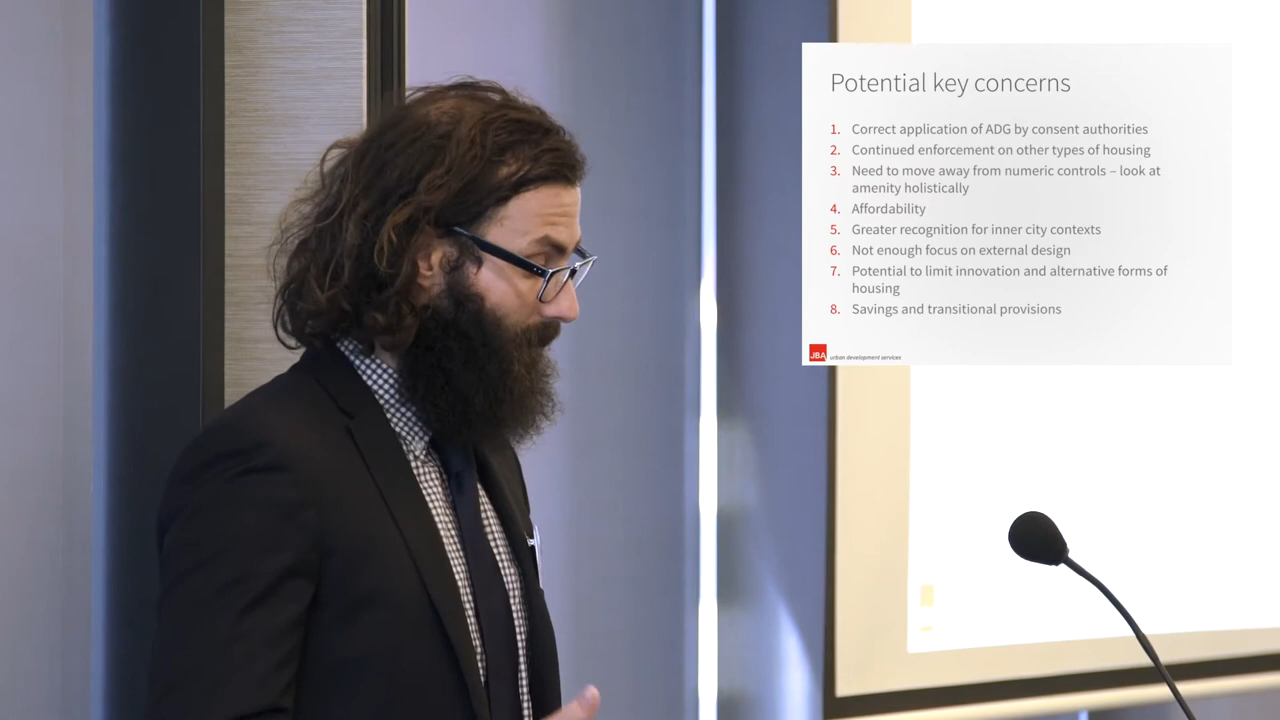 Potential key concerns
1. Correct application of ADG by consent authorities
2. Continued enforcement on other types of housing
3. Need to move away from numeric controls – look at
amenity holistically
4. Affordability
5. Greater recognition for inner city contexts
6. Not enough focus on external design
7. Potential to limit innovation and alternative forms of
housing
8. Savings and transitional provisions
JBA urban development services